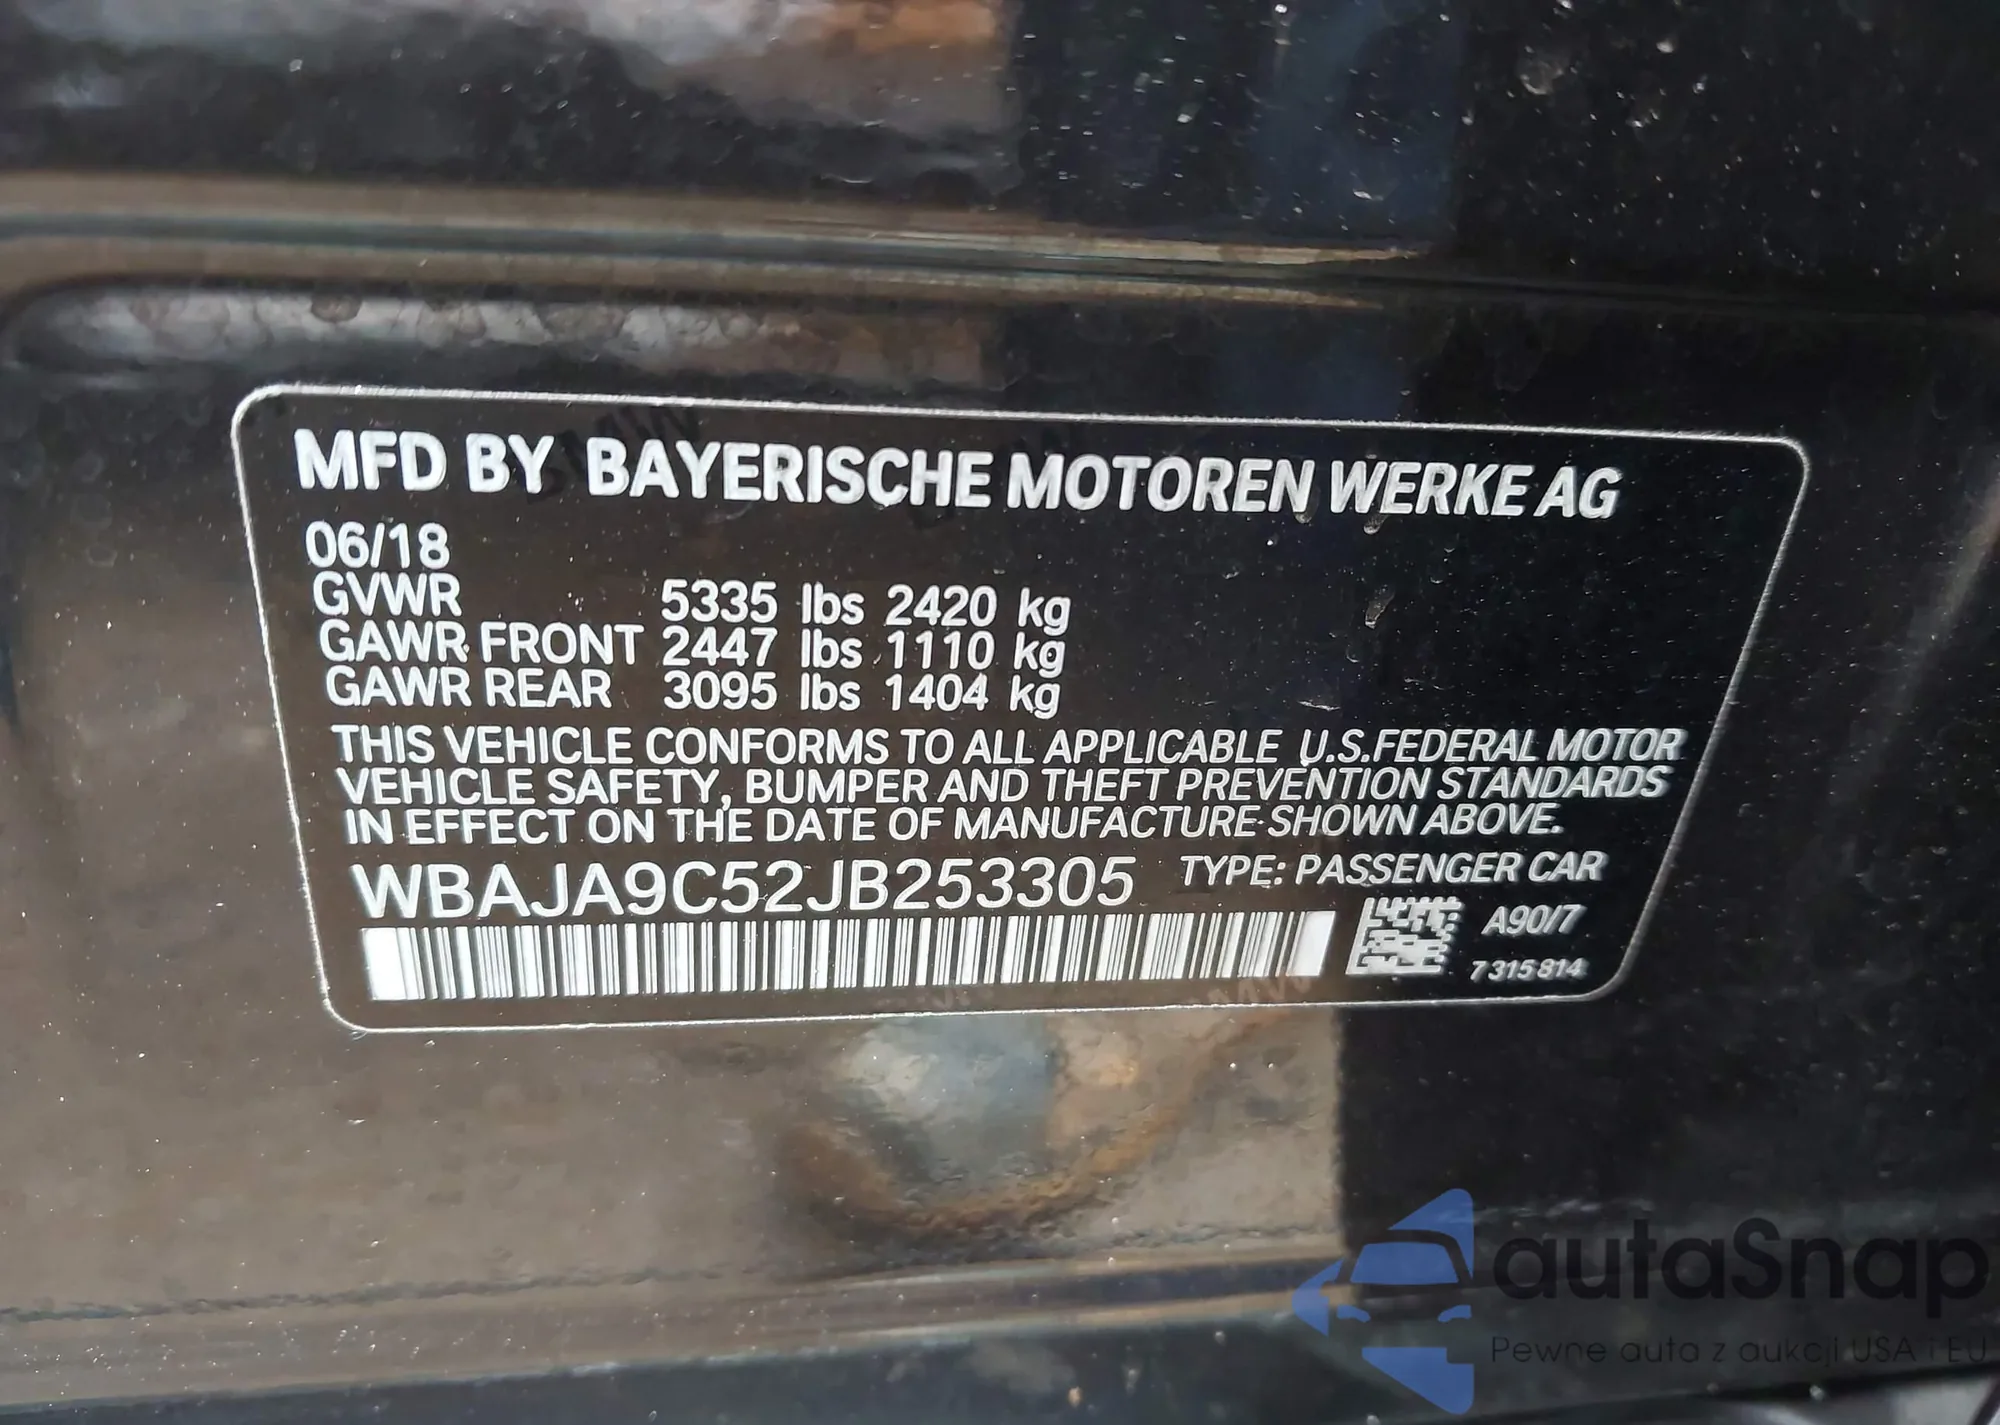 MFD BY BAYERISCHE MOTOREN WERKE AG
06/18
GVWR 5335 lbs 2420 kg
GAWR FRONT 2447 lbs 1110 kg
GAWR REAR 3095 lbs 1404 kg
THIS VEHICLE CONFORMS TO ALL APPLICABLE U.S.FEDERAL MOTOR
VEHICLE SAFETY, BUMPER AND THEFT PREVENTION STANDARDS
IN EFFECT ON THE DATE OF MANUFACTURE SHOWN ABOVE.
WBAJA9C52JB253305 TYPE: PASSENGER CAR
A90/7
7315814
autaSnap
Pewne auta z aukcji USA i EU